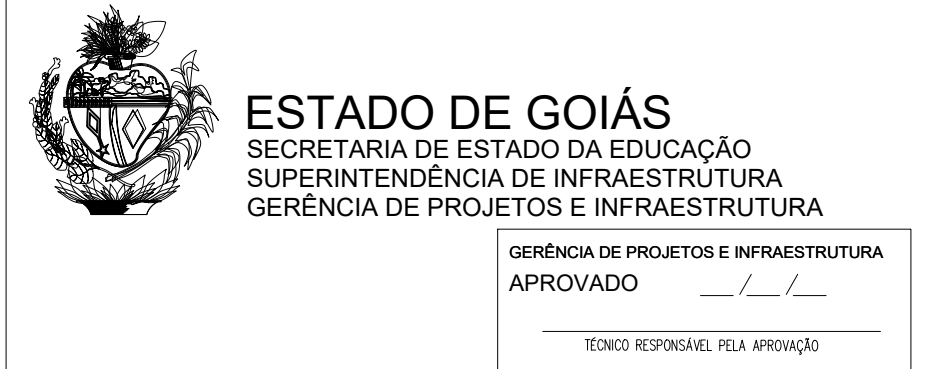 ESTADO DE GOIÁS
SECRETARIA DE ESTADO DA EDUCAÇÃO
SUPERINTENDÊNCIA DE INFRAESTRUTURA
GERÊNCIA DE PROJETOS E INFRAESTRUTURA
GERÊNCIA DE PROJETOS E INFRAESTRUTURA
APROVADO ___/___/___
TÉCNICO RESPONSÁVEL PELA APROVAÇÃO